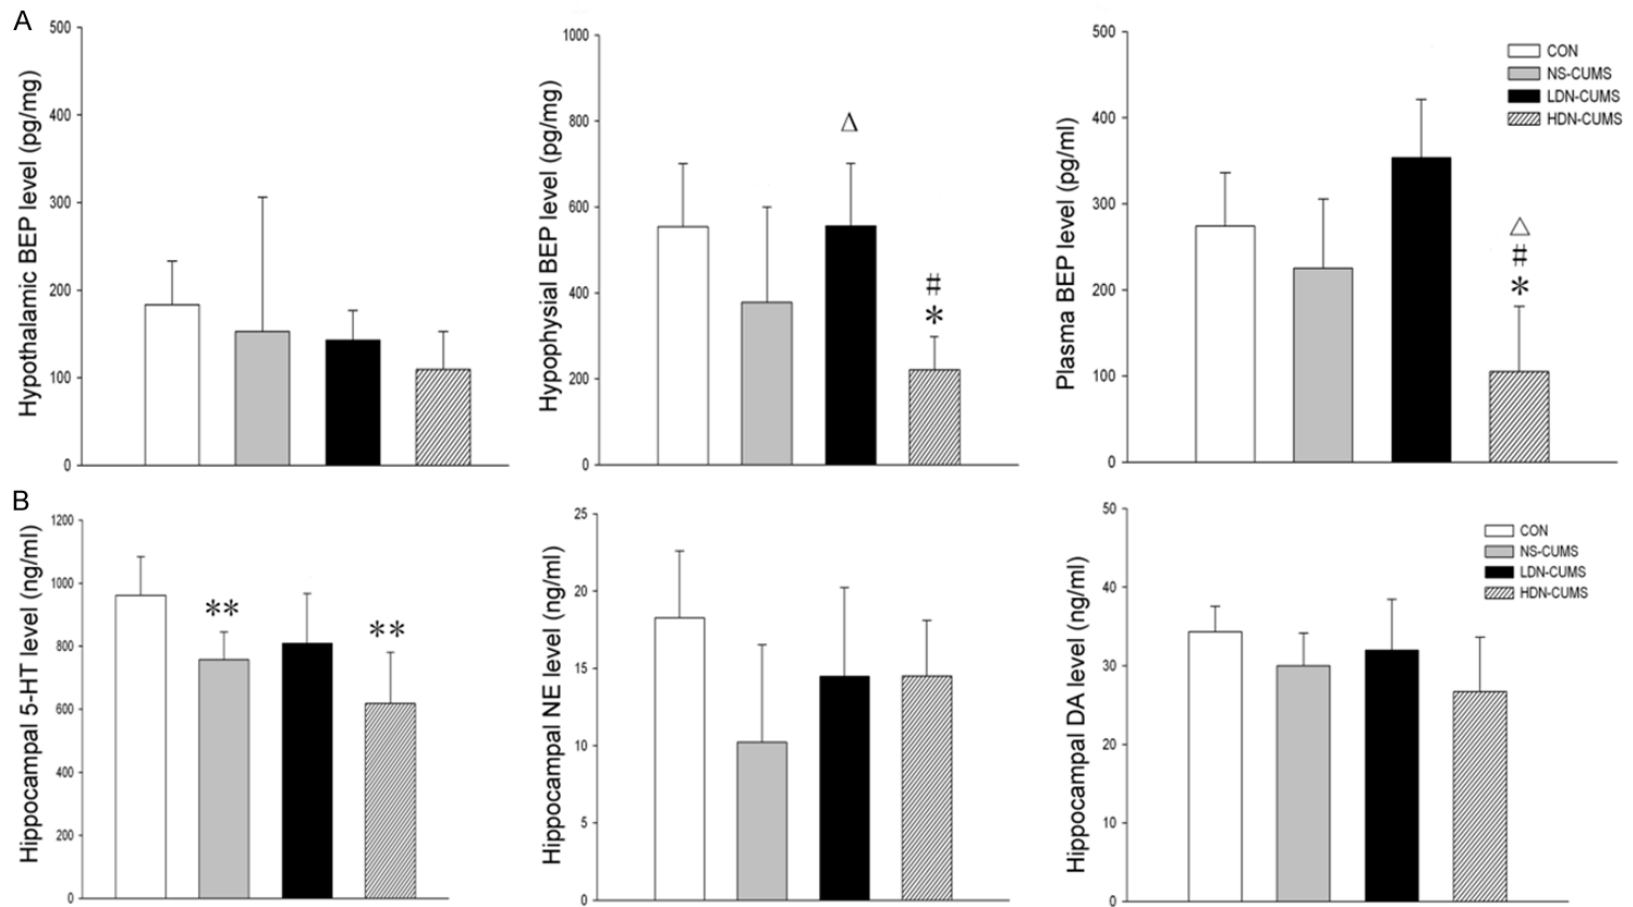 A
Hypothalamic BEP level (pg/mg)
500
400
300
200
100
0
Hypophysial BEP level (pg/mg)
1000
800
600
400
200
0
Δ
#
*
Plasma BEP level (pg/ml)
500
400
300
200
100
0
△
#
*
CON
NS-CUMS
LDN-CUMS
HDN-CUMS
B
Hippocampal 5-HT level (ng/ml)
1200
1000
800
600
400
200
0
**
**
Hippocampal NE level (ng/ml)
25
20
15
10
5
0
Hippocampal DA level (ng/ml)
50
40
30
20
10
0
CON
NS-CUMS
LDN-CUMS
HDN-CUMS